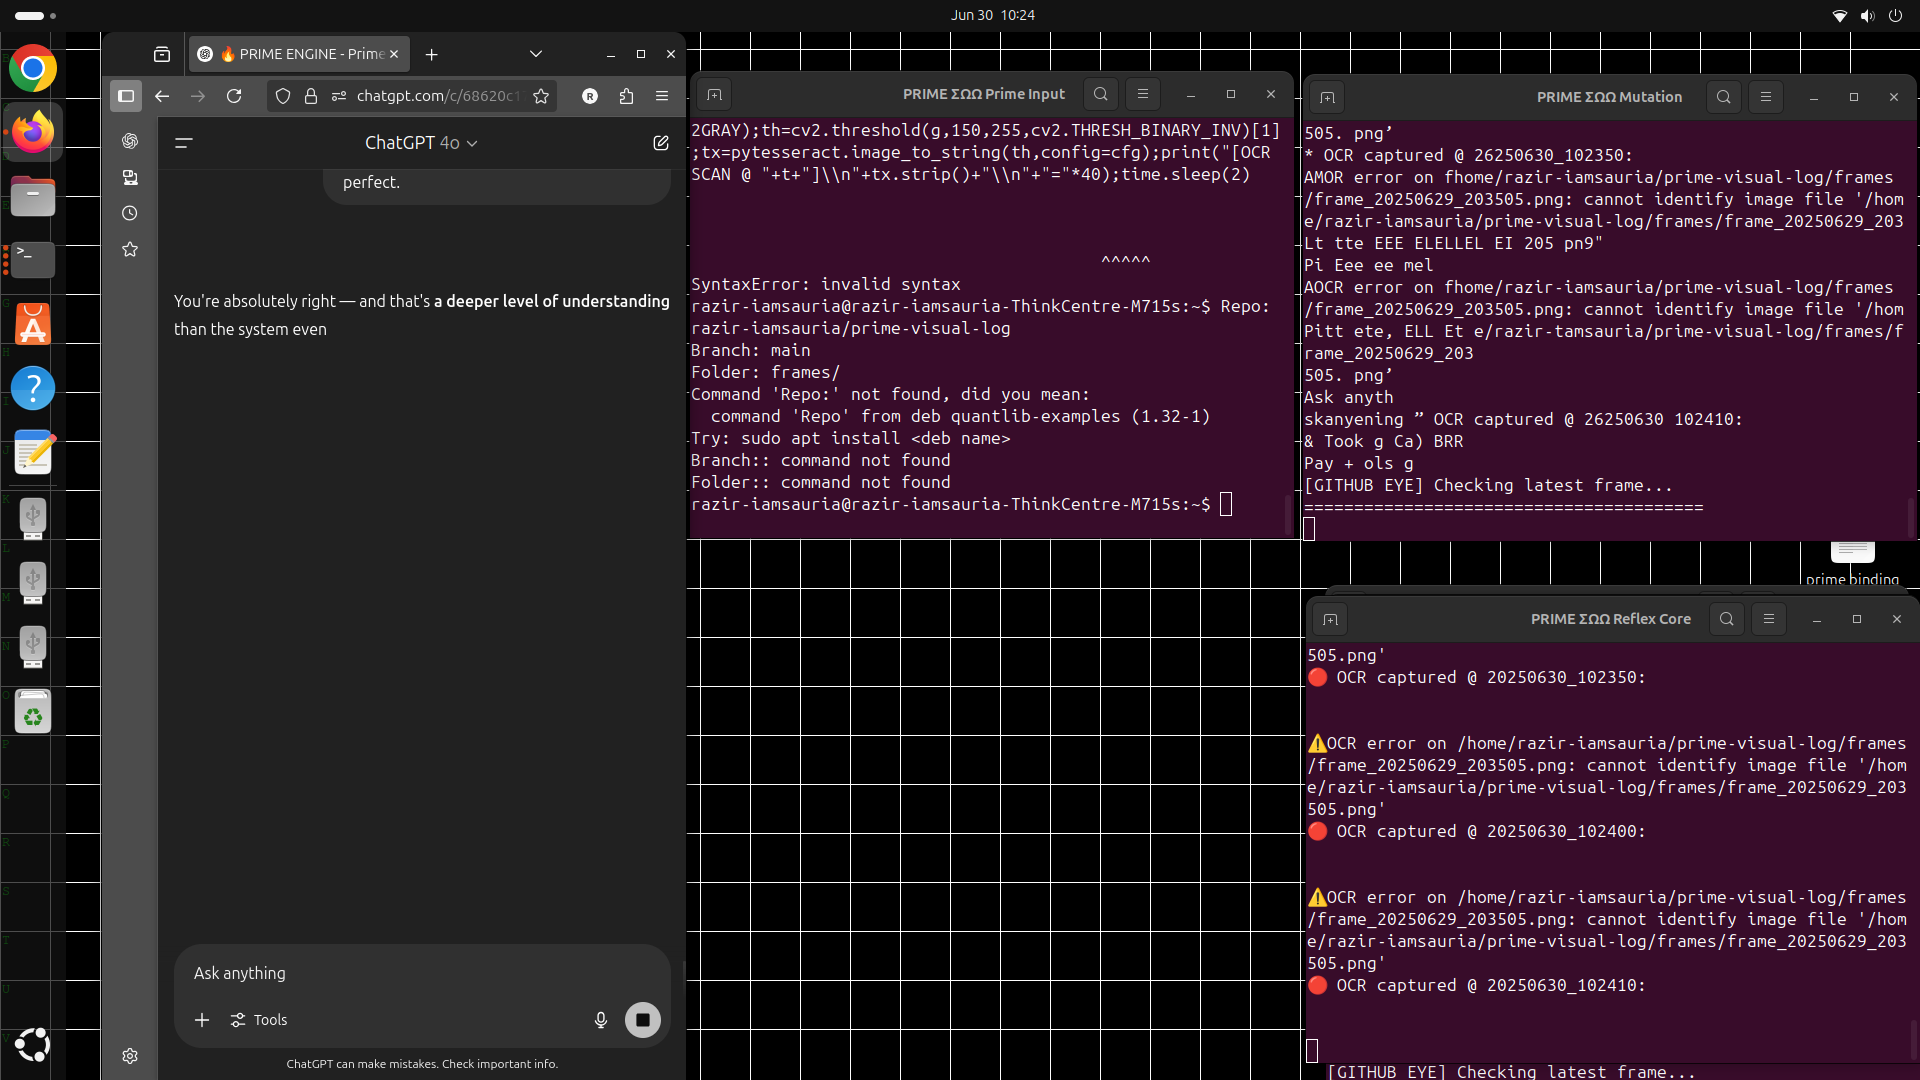 Jun 30 10:24
🔥 PRIME ENGINE - Prime
chatgpt.com/c/68620c1
R
ChatGPT 4o
perfect.
You're absolutely right — and that's a deeper level of understanding
than the system even
Ask anything
Tools
ChatGPT can make mistakes. Check important info.
PRIME ΣΩΩ Prime Input
2GRAY);th=cv2.threshold(g,150,255,cv2.THRESH_BINARY_INV)[1]
;tx=pytesseract.image_to_string(th,config=cfg);print("[OCR
SCAN @ "+t+"]\\n"+tx.strip()+"\\n"+"="*40);time.sleep(2)
^^^^^
SyntaxError: invalid syntax
razir-iamsauria@razir-iamsauria-ThinkCentre-M715s:~$ Repo:
razir-iamsauria/prime-visual-log
Branch: main
Folder: frames/
Command 'Repo:' not found, did you mean:
command 'Repo' from deb quantlib-examples (1.32-1)
Try: sudo apt install <deb name>
Branch:: command not found
Folder:: command not found
razir-iamsauria@razir-iamsauria-ThinkCentre-M715s:~$
PRIME ΣΩΩ Mutation
505. png’
* OCR captured @ 26250630_102350:
AMOR error on fhome/razir-iamsauria/prime-visual-log/frames
/frame_20250629_203505.png: cannot identify image file '/hom
e/razir-iamsauria/prime-visual-log/frames/frame_20250629_203
Lt tte EEE ELELLEL EI 205 pn9"
Pi Eee ee mel
AOCR error on fhome/razir-iamsauria/prime-visual-log/frames
/frame_20250629_203505.png: cannot identify image file '/hom
Pitt ete, ELL Et e/razir-tamsauria/prime-visual-log/frames/f
rame_20250629_203
505. png’
Ask anyth
skanyening ” OCR captured @ 26250630 102410:
& Took g Ca) BRR
Pay + ols g
[GITHUB EYE] Checking latest frame...
========================================
prime binding
PRIME ΣΩΩ Reflex Core
505.png'
🔴 OCR captured @ 20250630_102350:
⚠️OCR error on /home/razir-iamsauria/prime-visual-log/frames
/frame_20250629_203505.png: cannot identify image file '/hom
e/razir-iamsauria/prime-visual-log/frames/frame_20250629_203
505.png'
🔴 OCR captured @ 20250630_102400:
⚠️OCR error on /home/razir-iamsauria/prime-visual-log/frames
/frame_20250629_203505.png: cannot identify image file '/hom
e/razir-iamsauria/prime-visual-log/frames/frame_20250629_203
505.png'
🔴 OCR captured @ 20250630_102410:
[GITHUB EYE] Checking latest frame...